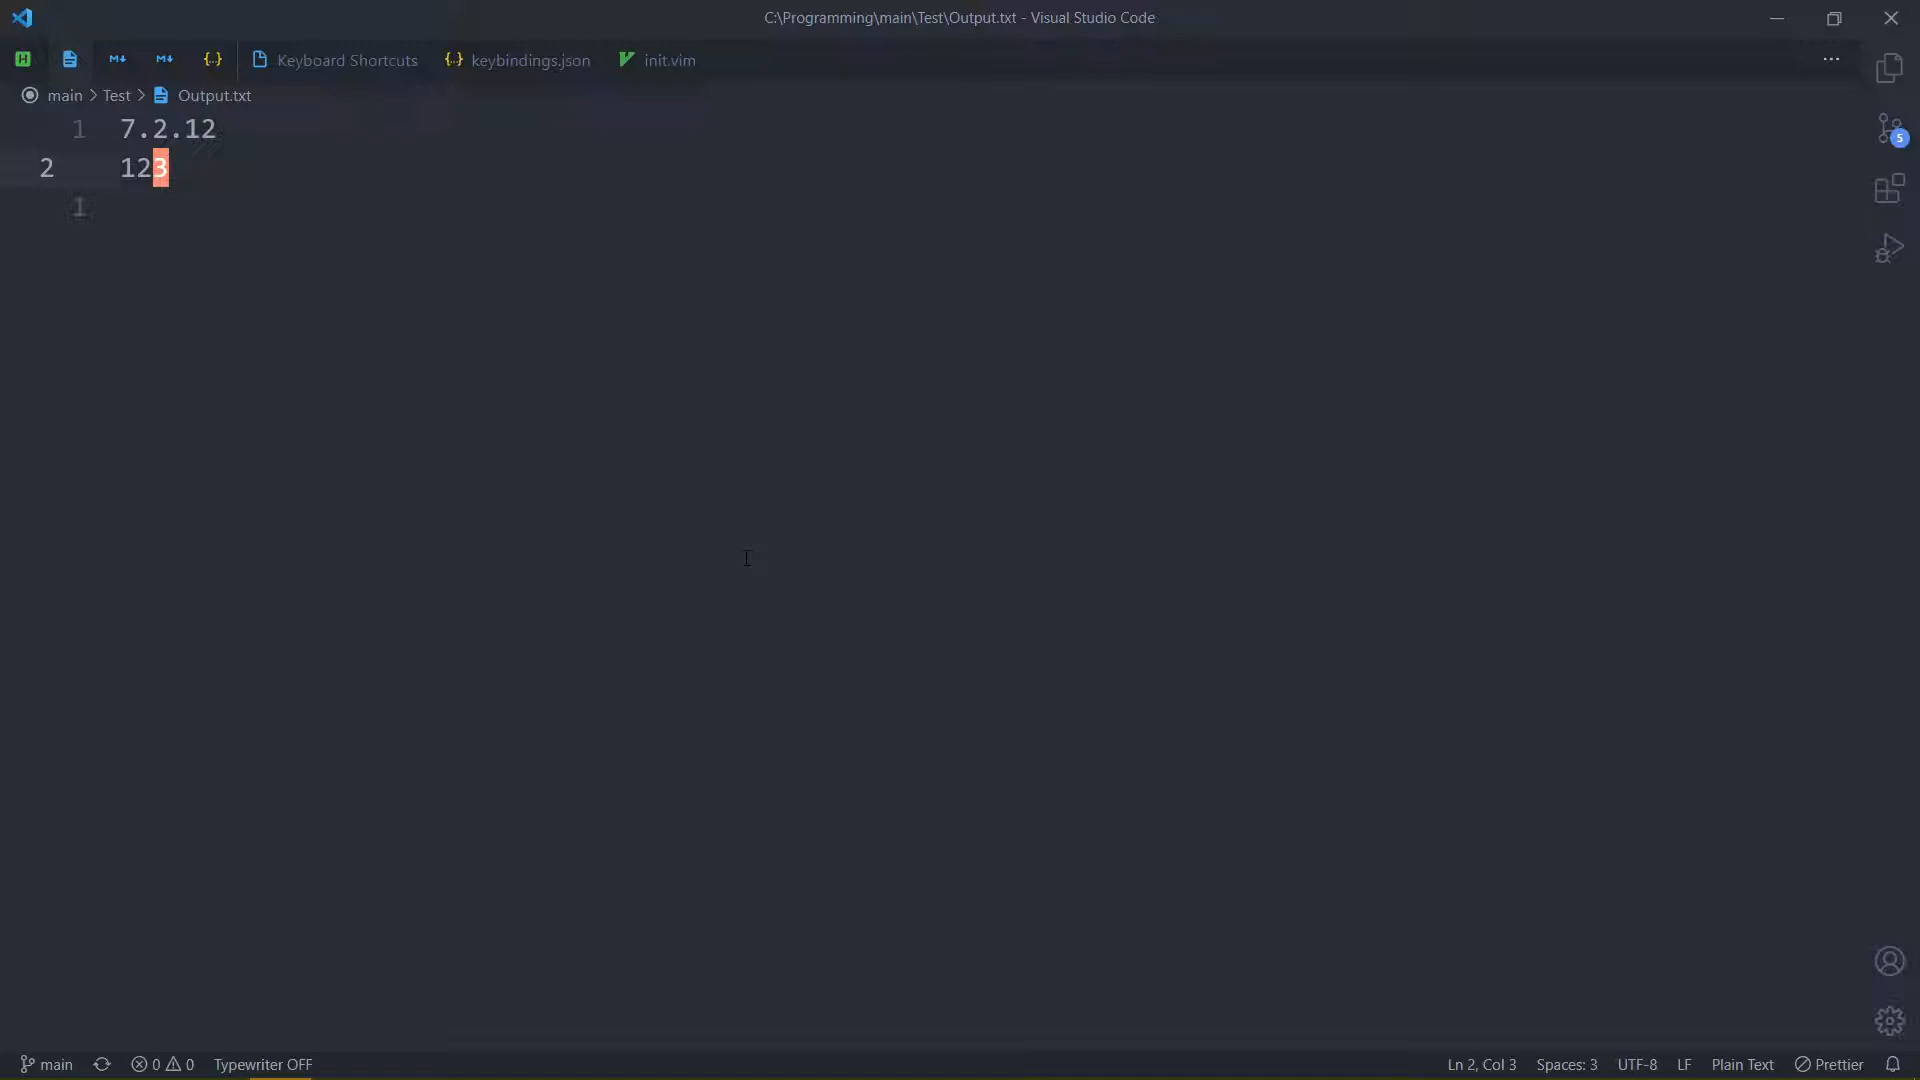 C:\Programming\main\Test\Output.txt - Visual Studio Code
Keyboard Shortcuts keybindings.json init.vim
main > Test > Output.txt
1 7.2.12
2 123
1
5
main 0 0 Typewriter OFF Ln 2, Col 3 Spaces: 3 UTF-8 LF Plain Text Prettier